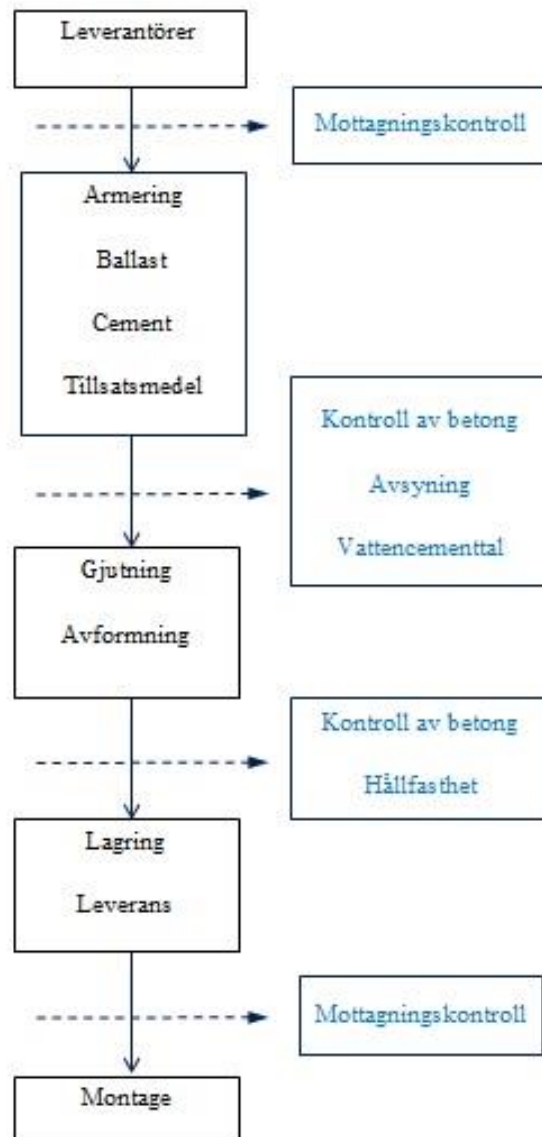 Leverantörer
Mottagningskontroll
Armering
Ballast
Cement
Tillsatsmedel
Kontroll av betong
Avsyning
Vattencementtal
Gjutning
Avformning
Kontroll av betong
Hållfasthet
Lagring
Leverans
Mottagningskontroll
Montage